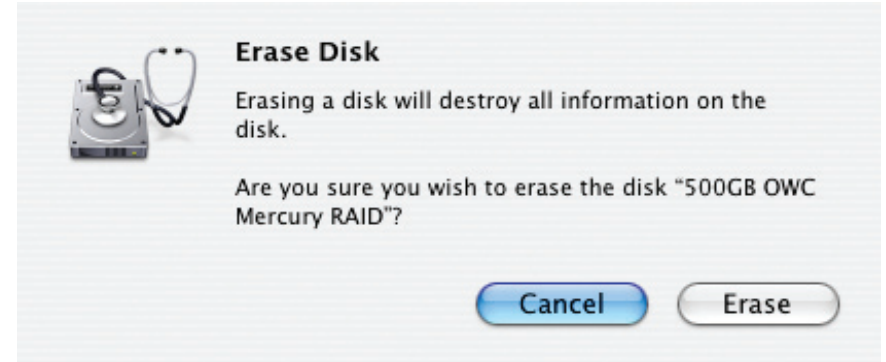 Erase Disk
Erasing a disk will destroy all information on the
disk.
Are you sure you wish to erase the disk “500GB OWC
Mercury RAID”?
Cancel
Erase